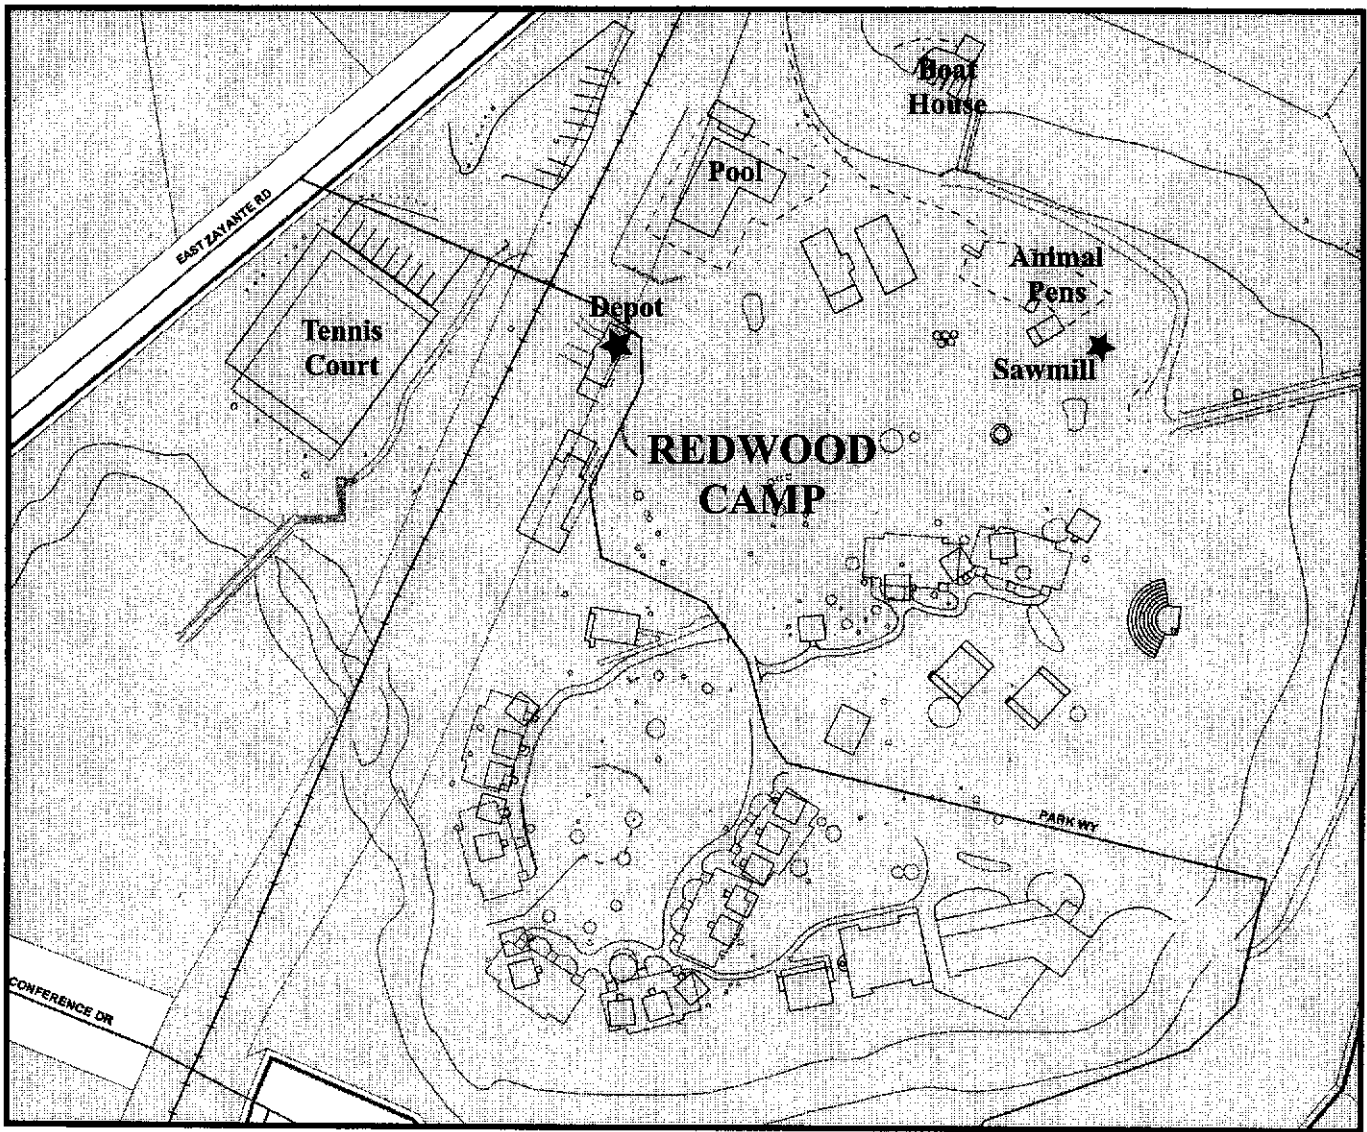 Boat
House
Pool
EAST ZAYANTE RD
Animal
Pens
Depot
Tennis
Court
Sawmill
REDWOOD
CAMP
PARK WY
CONFERENCE DR